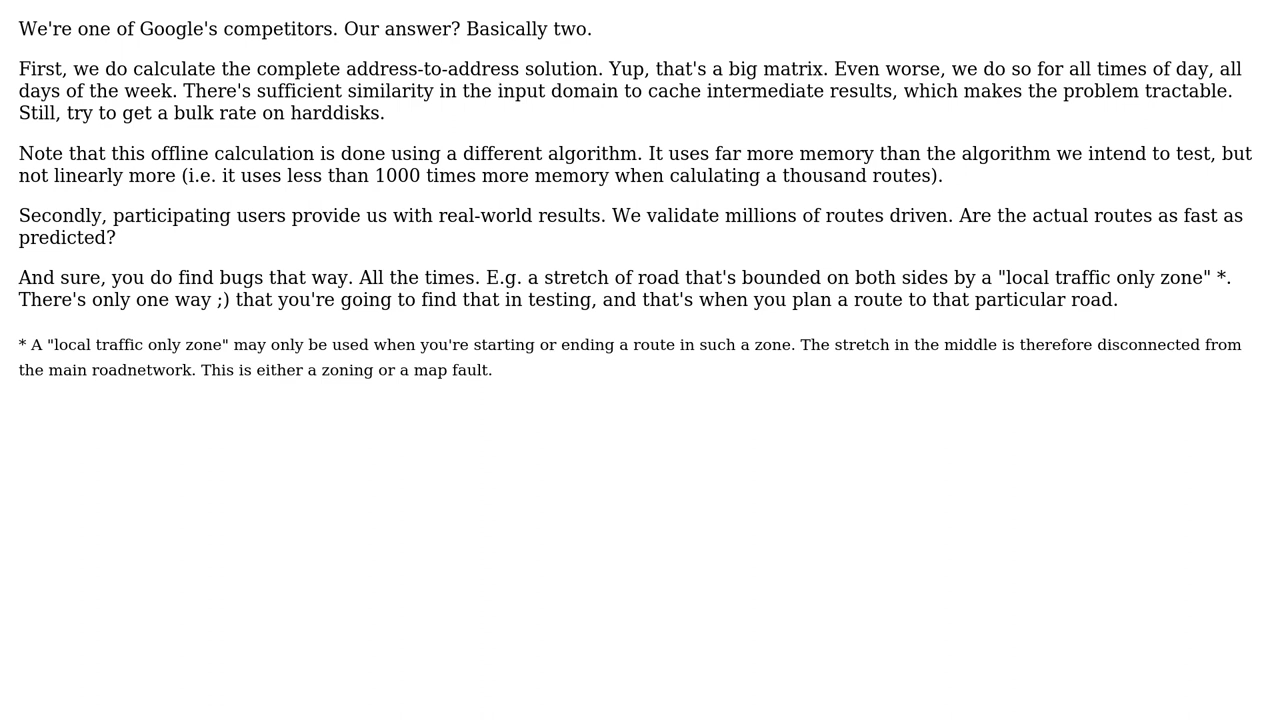 We're one of Google's competitors. Our answer? Basically two.
First, we do calculate the complete address-to-address solution. Yup, that's a big matrix. Even worse, we do so for all times of day, all
days of the week. There's sufficient similarity in the input domain to cache intermediate results, which makes the problem tractable.
Still, try to get a bulk rate on harddisks.
Note that this offline calculation is done using a different algorithm. It uses far more memory than the algorithm we intend to test, but
not linearly more (i.e. it uses less than 1000 times more memory when calulating a thousand routes).
Secondly, participating users provide us with real-world results. We validate millions of routes driven. Are the actual routes as fast as
predicted?
And sure, you do find bugs that way. All the times. E.g. a stretch of road that's bounded on both sides by a "local traffic only zone" *.
There's only one way ;) that you're going to find that in testing, and that's when you plan a route to that particular road.
* A "local traffic only zone" may only be used when you're starting or ending a route in such a zone. The stretch in the middle is therefore disconnected from
the main roadnetwork. This is either a zoning or a map fault.